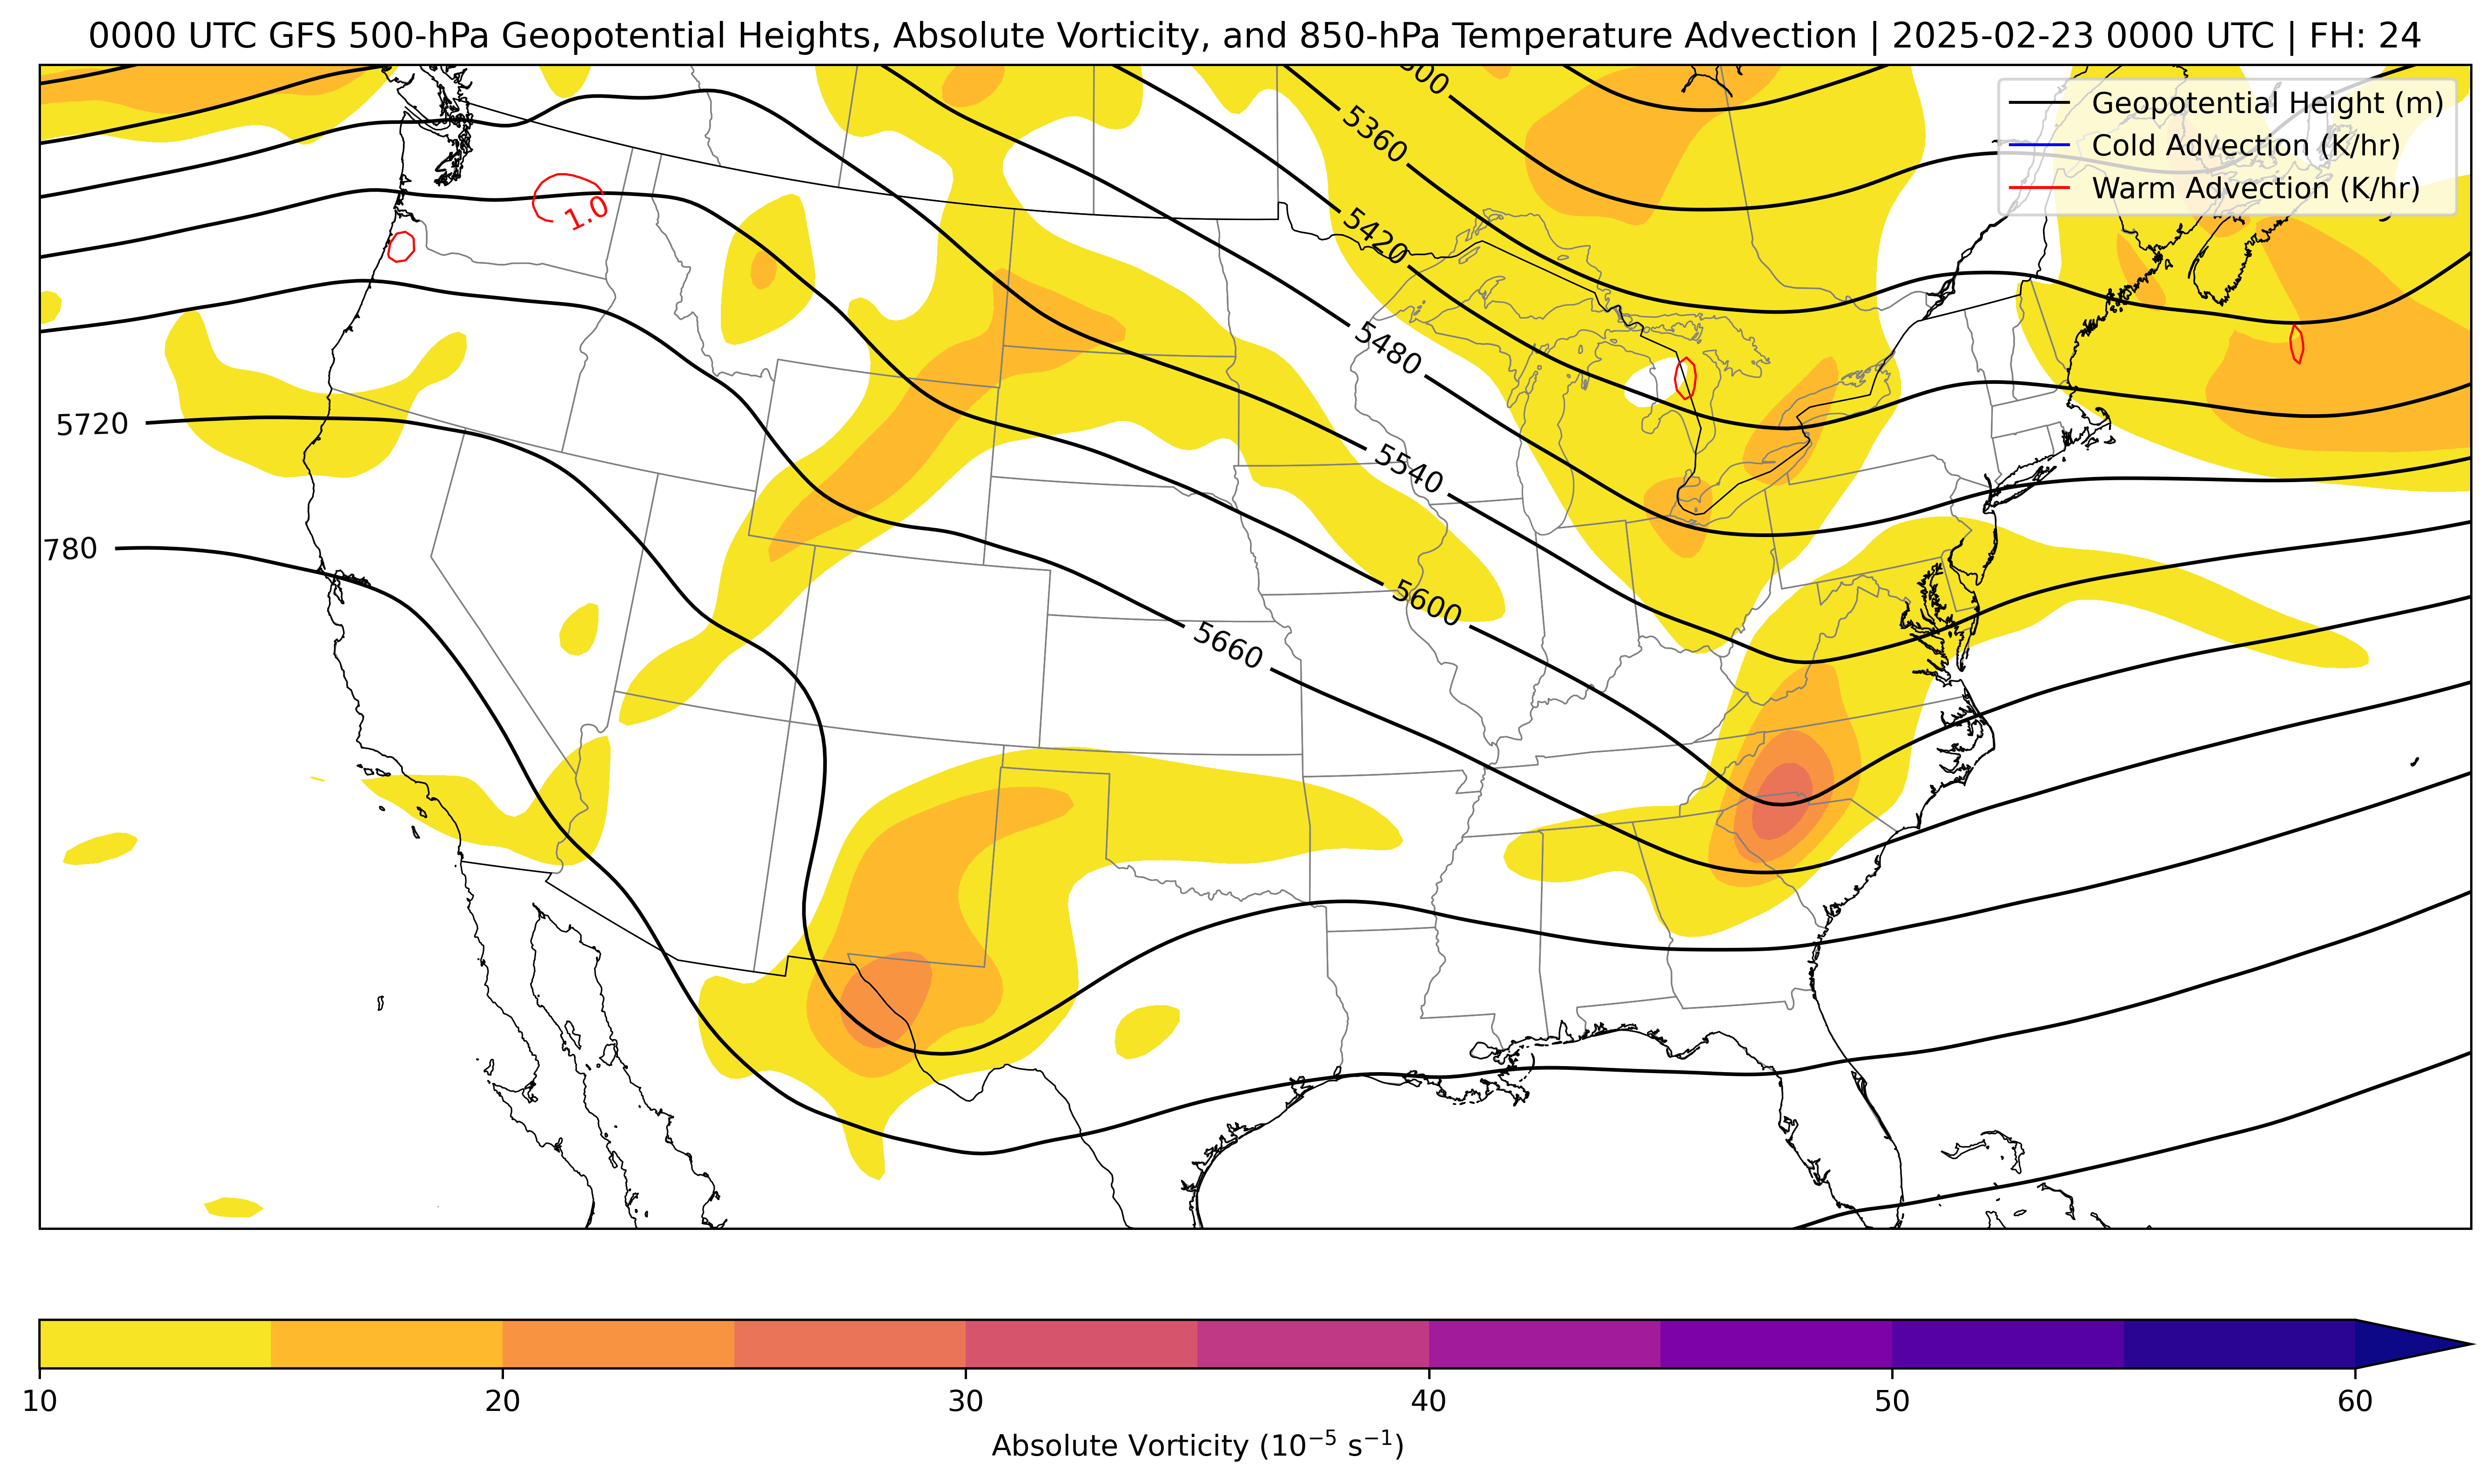 0000 UTC GFS 500-hPa Geopotential Heights, Absolute Vorticity, and 850-hPa Temperature Advection | 2025-02-23 0000 UTC | FH: 24
Geopotential Height (m)
Cold Advection (K/hr)
Warm Advection (K/hr)
5360
1.0
5420
5480
5720
5540
780
5600
5660
10 20 30 40 50 60
Absolute Vorticity (10⁻⁵ s⁻¹)